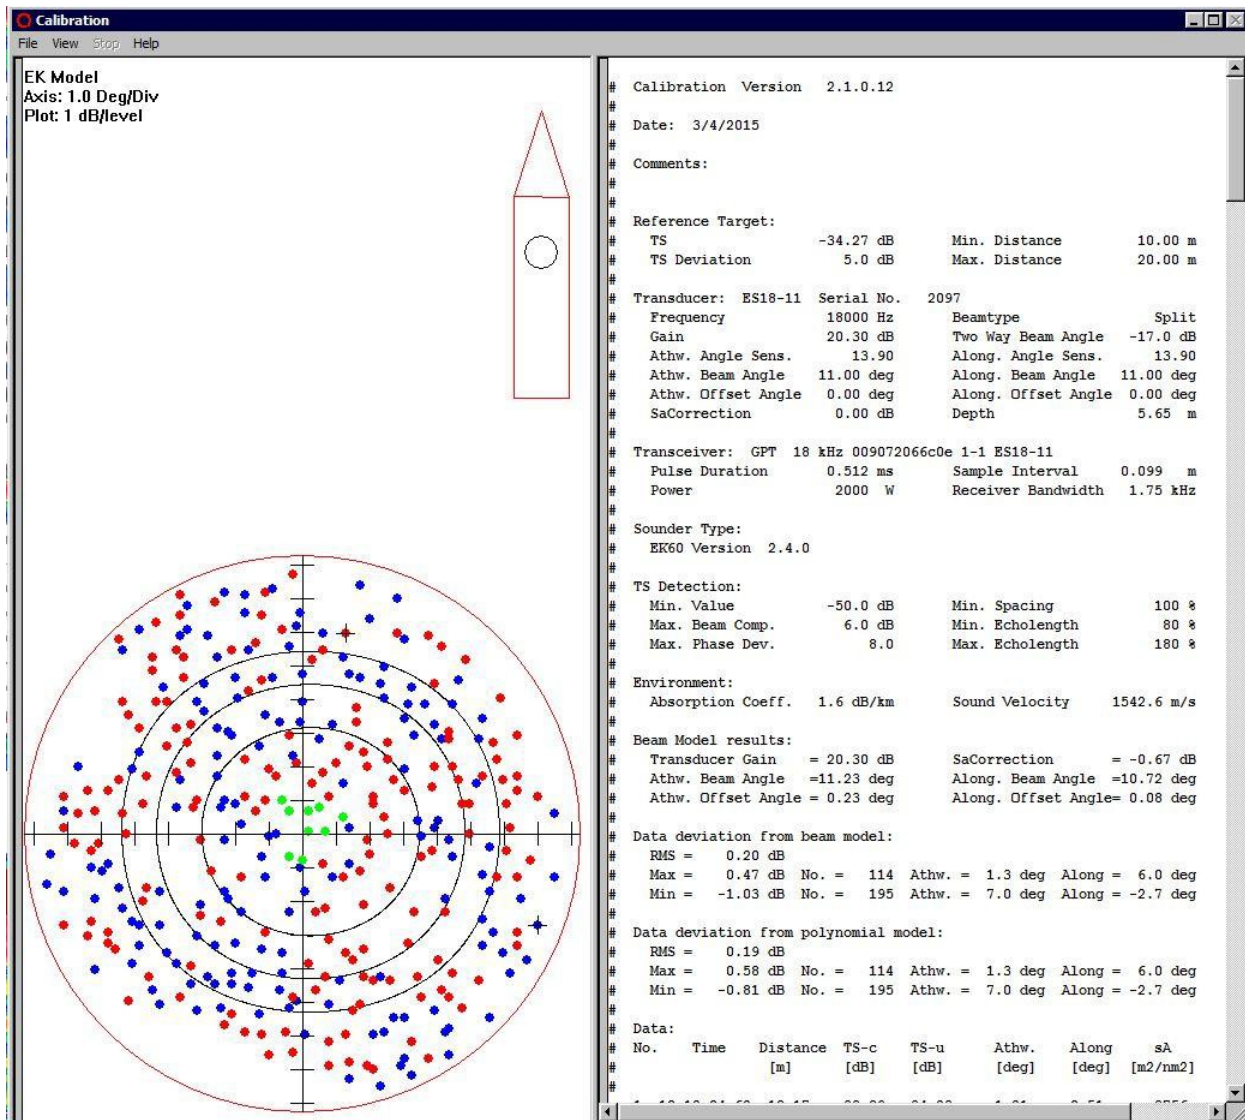 Calibration
File View Stop Help
EK Model
Axis: 1.0 Deg/Div
Plot: 1 dB/level
# Calibration Version 2.1.0.12
#
# Date: 3/4/2015
#
# Comments:
#
#
# Reference Target:
# TS -34.27 dB Min. Distance 10.00 m
# TS Deviation 5.0 dB Max. Distance 20.00 m
#
# Transducer: ES18-11 Serial No. 2097
# Frequency 18000 Hz Beamtype Split
# Gain 20.30 dB Two Way Beam Angle -17.0 dB
# Athw. Angle Sens. 13.90 Along. Angle Sens. 13.90
# Athw. Beam Angle 11.00 deg Along. Beam Angle 11.00 deg
# Athw. Offset Angle 0.00 deg Along. Offset Angle 0.00 deg
# SaCorrection 0.00 dB Depth 5.65 m
#
# Transceiver: GPT 18 kHz 009072066c0e 1-1 ES18-11
# Pulse Duration 0.512 ms Sample Interval 0.099 m
# Power 2000 W Receiver Bandwidth 1.75 kHz
#
# Sounder Type:
# EK60 Version 2.4.0
#
# TS Detection:
# Min. Value -50.0 dB Min. Spacing 100 %
# Max. Beam Comp. 6.0 dB Min. Echolength 80 %
# Max. Phase Dev. 8.0 Max. Echolength 180 %
#
# Environment:
# Absorption Coeff. 1.6 dB/km Sound Velocity 1542.6 m/s
#
# Beam Model results:
# Transducer Gain = 20.30 dB SaCorrection = -0.67 dB
# Athw. Beam Angle =11.23 deg Along. Beam Angle =10.72 deg
# Athw. Offset Angle = 0.23 deg Along. Offset Angle= 0.08 deg
#
# Data deviation from beam model:
# RMS = 0.20 dB
# Max = 0.47 dB No. = 114 Athw. = 1.3 deg Along = 6.0 deg
# Min = -1.03 dB No. = 195 Athw. = 7.0 deg Along = -2.7 deg
#
# Data deviation from polynomial model:
# RMS = 0.19 dB
# Max = 0.58 dB No. = 114 Athw. = 1.3 deg Along = 6.0 deg
# Min = -0.81 dB No. = 195 Athw. = 7.0 deg Along = -2.7 deg
#
# Data:
# No. Time Distance TS-c TS-u Athw. Along sA
# [m] [dB] [dB] [deg] [deg] [m2/nm2]
#